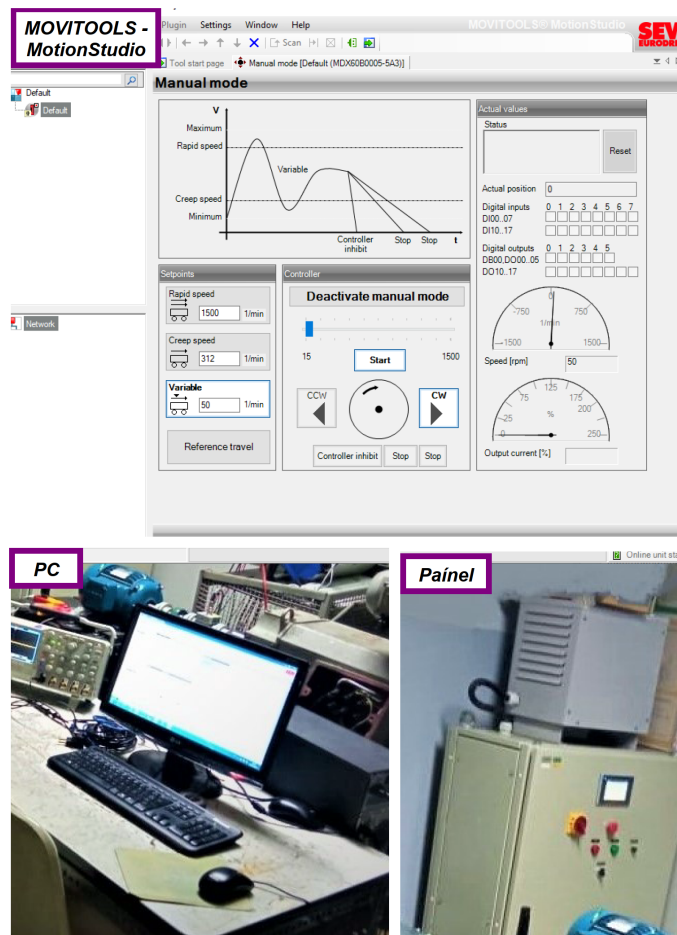 MOVITOOLS -
MotionStudio
Plugin Settings Window Help
MOVITOOLS® MotionStudio
SEW
EURODRIVE
Scan
Tool start page Manual mode [Default (MDX60B0005-5A3)]
Manual mode
Default
Default
Network
V
Maximum
Rapid speed
Variable
Creep speed
Minimum
Controller
inhibit
Stop Stop t
Setpoints
Rapid speed
1500 1/min
Creep speed
312 1/min
Variable
50 1/min
Reference travel
Controller
Deactivate manual mode
15 Start 1500
CCW CW
Controller inhibit Stop Stop
Actual values
Status
Reset
Actual position 0
Digital inputs 0 1 2 3 4 5 6 7
DI00..07
DI10..17
Digital outputs 0 1 2 3 4 5
DB00,DO00..05
DO10..17
0
-750 750
1/min
-1500 1500
Speed [rpm] 50
125
75 175
% 200
25
0 250
Output current [%]
Online unit sta
PC
Paínel